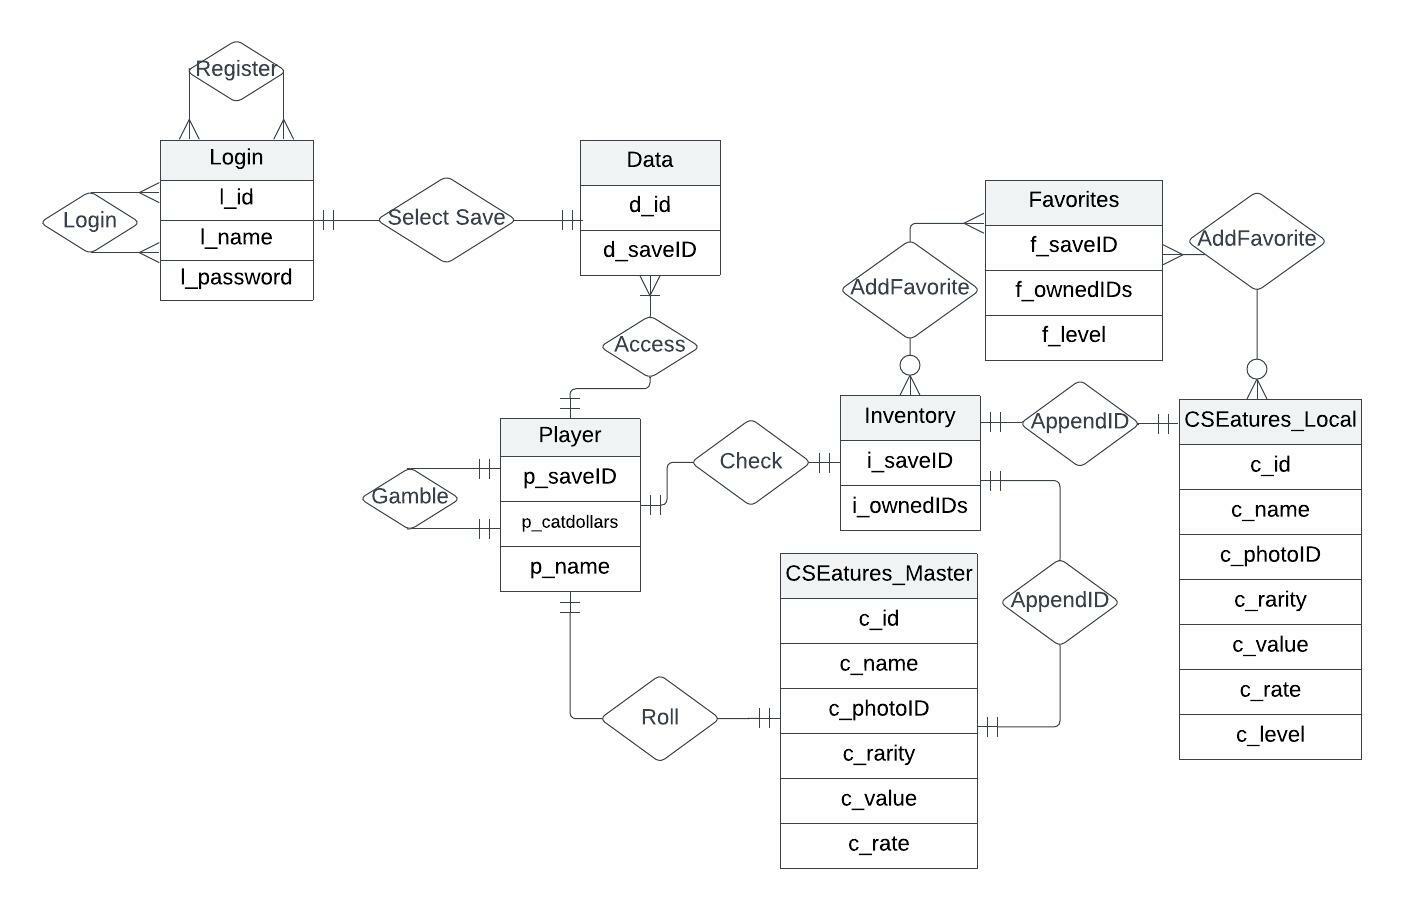 Register
Login
l_id
l_name
l_password
Login
Select Save
Data
d_id
d_saveID
Access
Player
p_saveID
p_catdollars
p_name
Gamble
Check
Roll
Favorites
f_saveID
f_ownedIDs
f_level
AddFavorite
AddFavorite
Inventory
i_saveID
i_ownedIDs
AppendID
AppendID
CSEatures_Master
c_id
c_name
c_photoID
c_rarity
c_value
c_rate
CSEatures_Local
c_id
c_name
c_photoID
c_rarity
c_value
c_rate
c_level